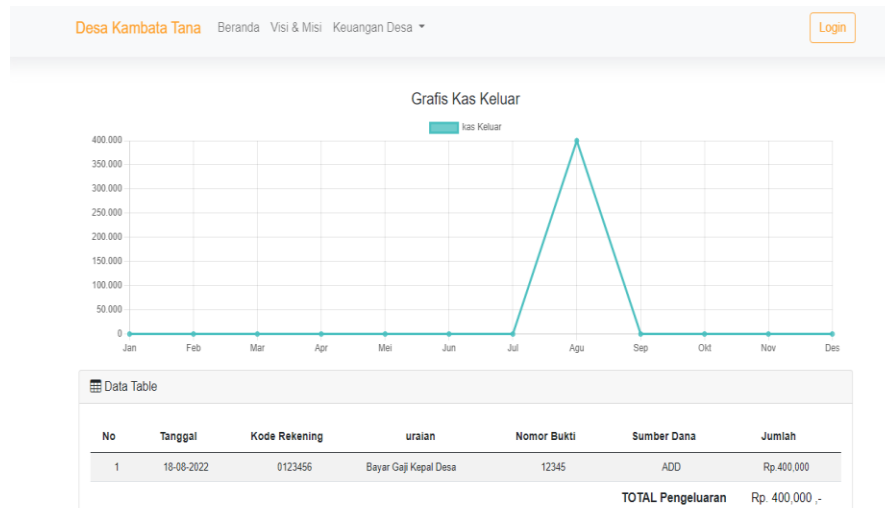 Desa Kambata Tana Beranda Visi & Misi Keuangan Desa Login
Grafis Kas Keluar
kas Keluar
400.000
350.000
300.000
250.000
200.000
150.000
100.000
50.000
0
Jan Feb Mar Apr Mei Jun Jul Agu Sep Okt Nov Des
Data Table
No Tanggal Kode Rekening uraian Nomor Bukti Sumber Dana Jumlah
1 18-08-2022 0123456 Bayar Gaji Kepal Desa 12345 ADD Rp.400,000
TOTAL Pengeluaran Rp. 400,000 ,-